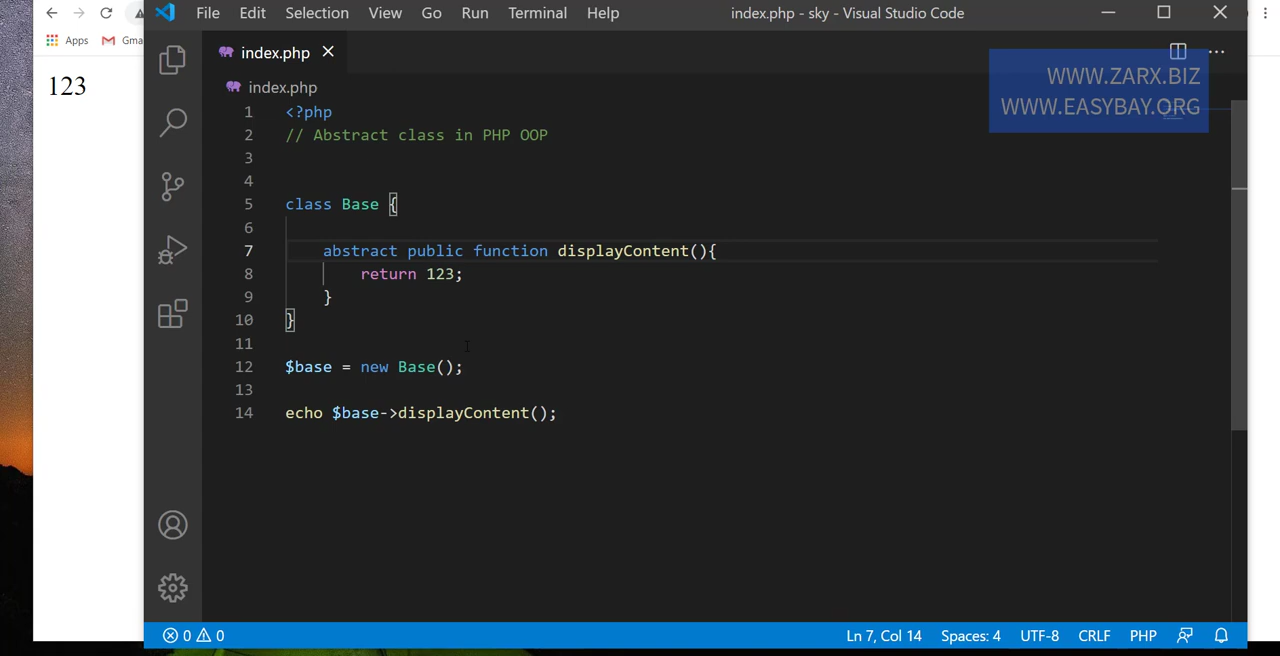 File Edit Selection View Go Run Terminal Help index.php - sky - Visual Studio Code
Apps
index.php
WWW.ZARX.BIZ
WWW.EASYBAY.ORG
123
index.php
1 <?php
2 // Abstract class in PHP OOP
3
4
5 class Base {
6
7 abstract public function displayContent(){
8 return 123;
9 }
10 }
11
12 $base = new Base();
13
14 echo $base->displayContent();
0 0 Ln 7, Col 14 Spaces: 4 UTF-8 CRLF PHP